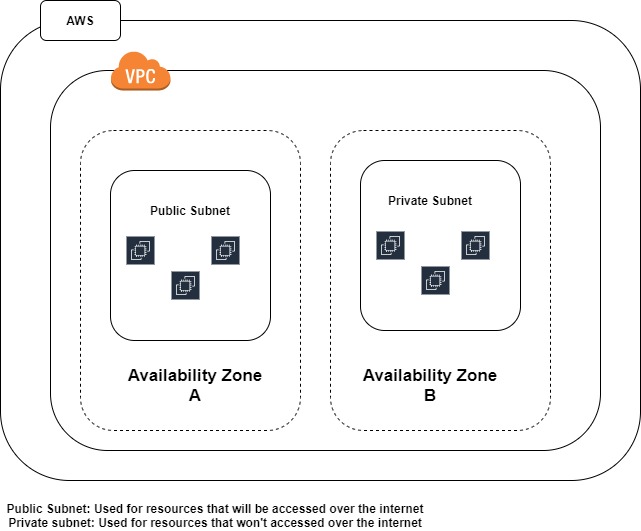 AWS
VPC
Public Subnet
Private Subnet
Availability Zone
A
Availability Zone
B
Public Subnet: Used for resources that will be accessed over the internet
Private subnet: Used for resources that won't accessed over the internet